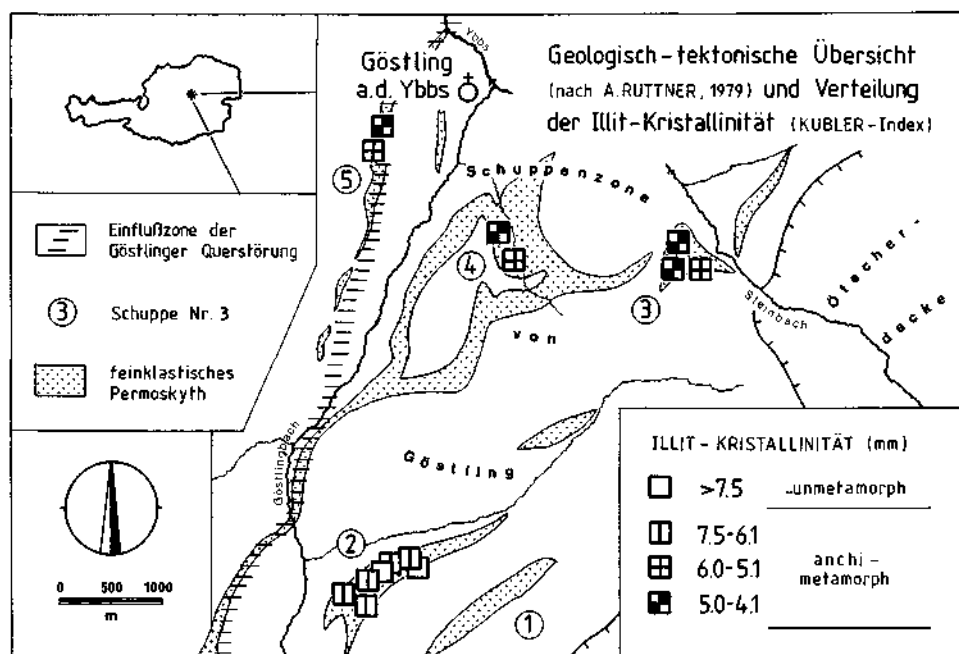 Geologisch-tektonische Übersicht
(nach A.RUTTNER, 1979) und Verteilung
der Illit-Kristallinität (KUBLER-Index)
Göstling
a.d. Ybbs
Ybbs
Schuppenzone
von
Göstling
Ötscher-
decke
Steinbach
Göstlingbach
5
4
3
2
1
Einflußzone der
Göstlinger Querstörung
3 Schuppe Nr. 3
feinklastisches
Permoskyth
0 500 1000
m
ILLIT-KRISTALLINITÄT (mm)
>7.5 unmetamorph
7.5-6.1
6.0-5.1
5.0-4.1
anchi-
metamorph